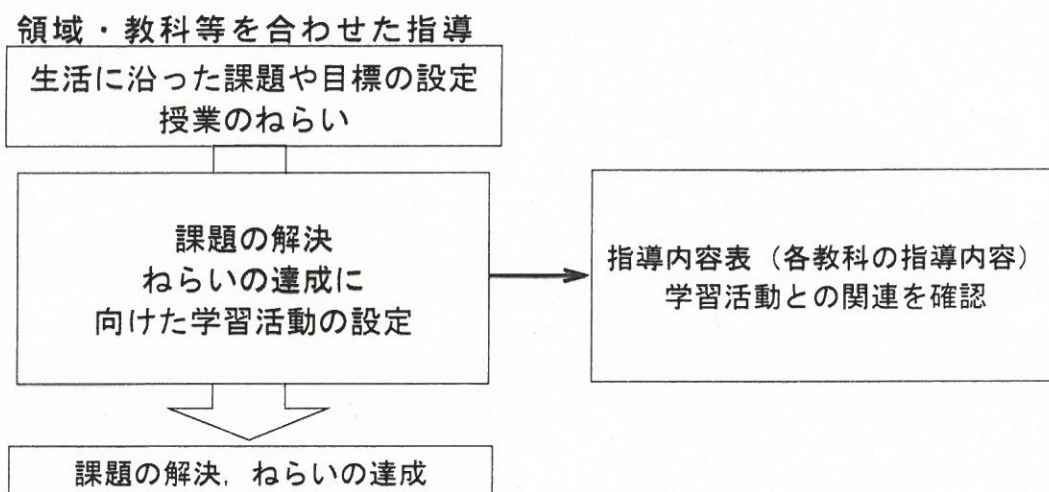 領域・教科等を合わせた指導
生活に沿った課題や目標の設定
授業のねらい
課題の解決
ねらいの達成に
向けた学習活動の設定
指導内容表（各教科の指導内容）
学習活動との関連を確認
課題の解決，ねらいの達成